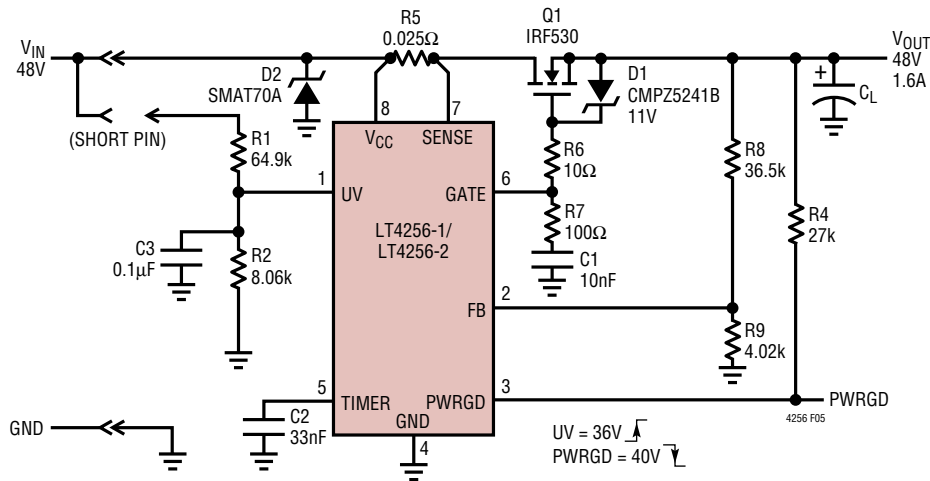 R5
0.025Ω
Q1
IRF530
VIN
48V
VOUT
48V
1.6A
D2
SMAT70A
D1
CMPZ5241B
11V
+
CL
8
7
VCC
SENSE
(SHORT PIN)
R1
64.9k
R6
10Ω
R8
36.5k
1
UV
6
GATE
R7
100Ω
R4
27k
LT4256-1/
LT4256-2
C3
0.1µF
R2
8.06k
C1
10nF
2
FB
R9
4.02k
5
TIMER
3
PWRGD
PWRGD
4256 F05
C2
33nF
GND
4
GND
UV = 36V
PWRGD = 40V